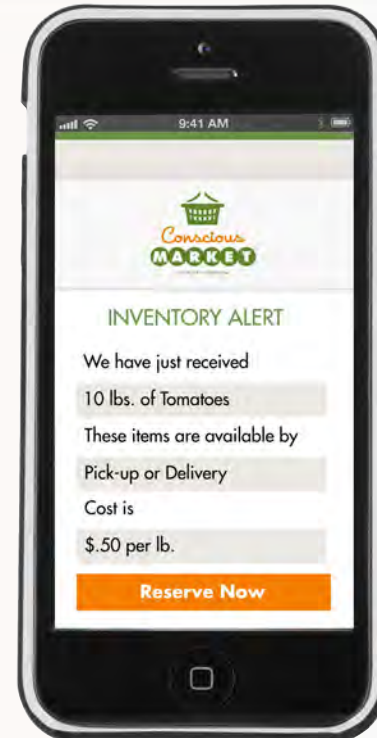 9:41 AM
Conscious
MARKET
INVENTORY ALERT
We have just received
10 lbs. of Tomatoes
These items are available by
Pick-up or Delivery
Cost is
$.50 per lb.
Reserve Now